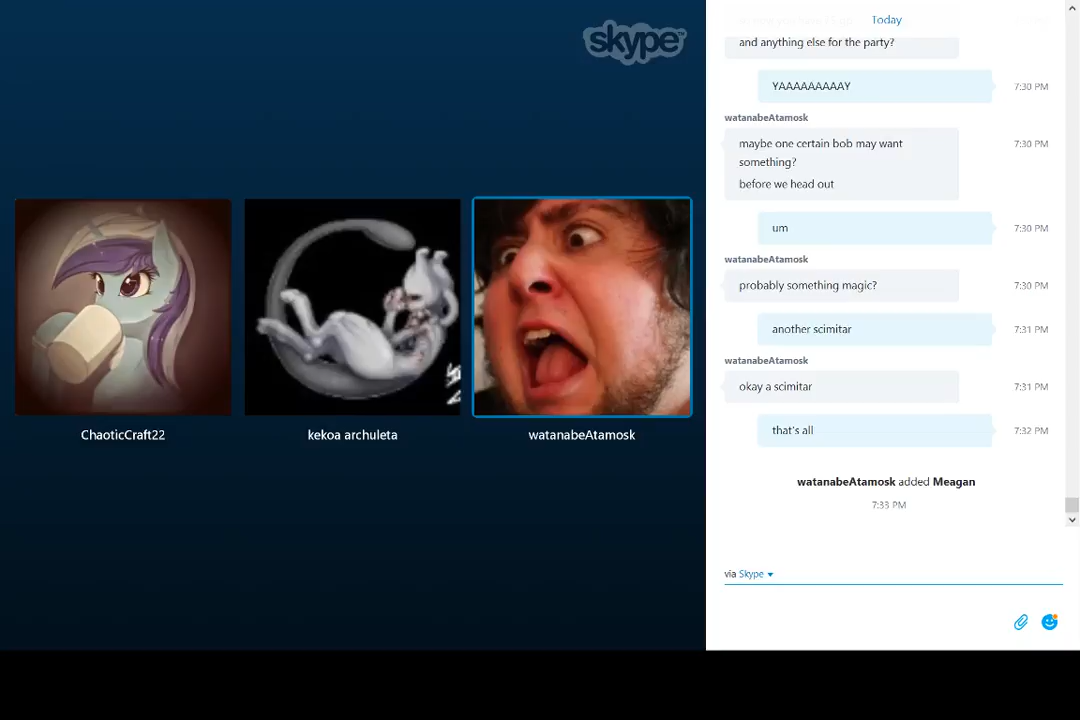 skype
Today
and anything else for the party?
YAAAAAAAAAY
7:30 PM
watanabeAtamosk
maybe one certain bob may want
something?
before we head out
7:30 PM
um
7:30 PM
watanabeAtamosk
probably something magic?
7:30 PM
another scimitar
7:31 PM
watanabeAtamosk
okay a scimitar
7:31 PM
that's all
7:32 PM
watanabeAtamosk added Meagan
7:33 PM
via Skype
ChaoticCraft22
kekoa archuleta
watanabeAtamosk